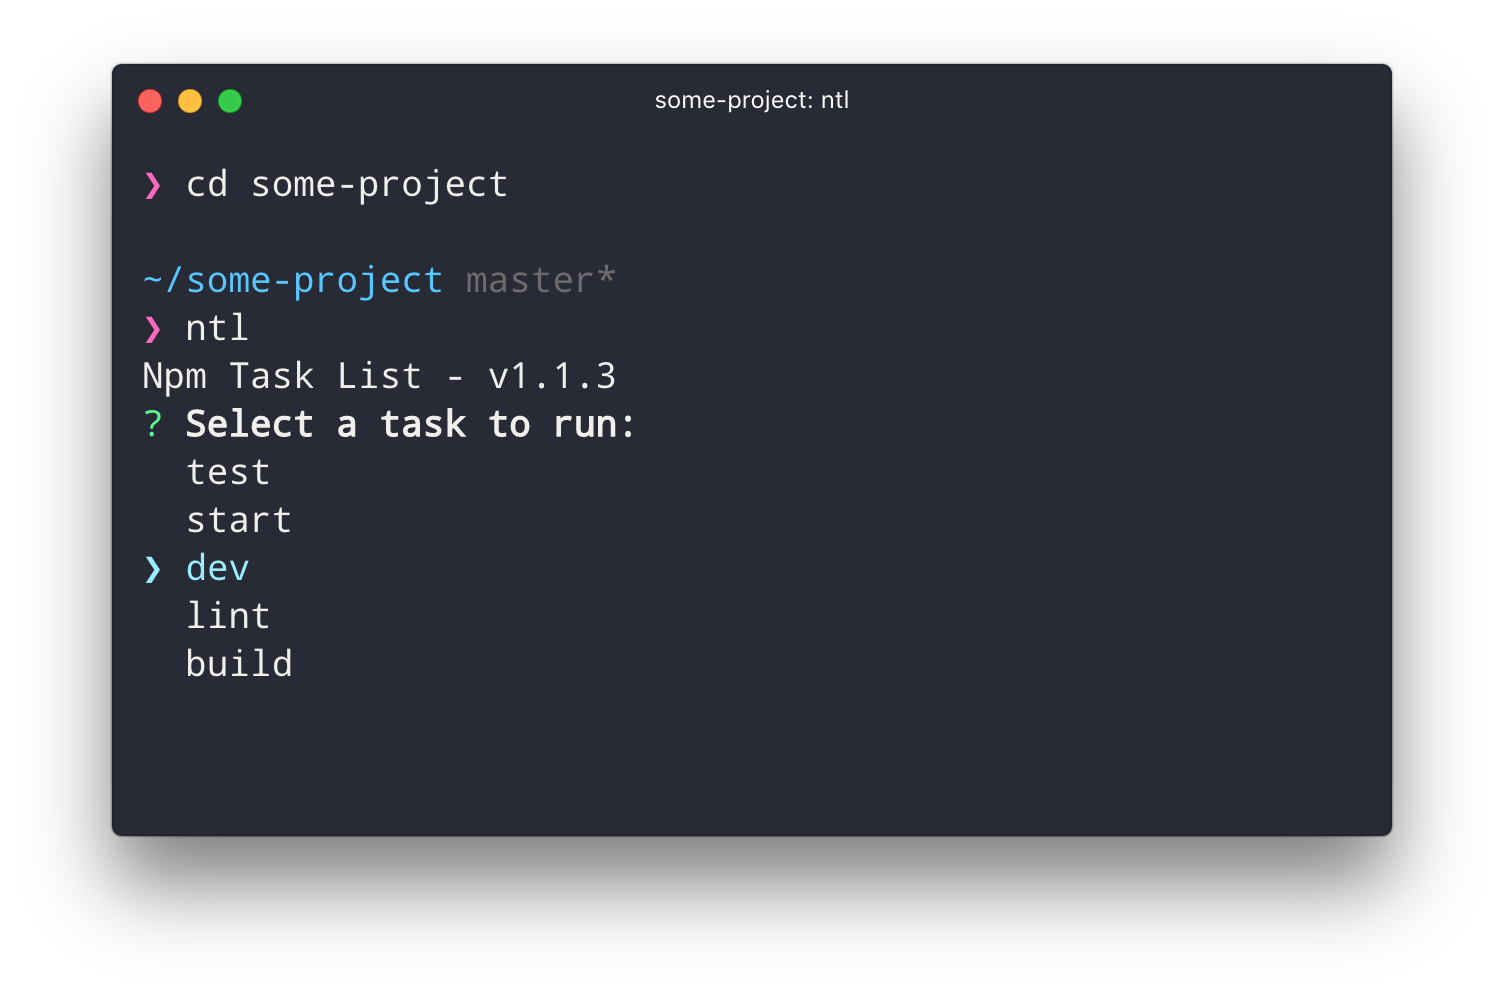 some-project: ntl
❯ cd some-project
~/some-project master*
❯ ntl
Npm Task List - v1.1.3
? Select a task to run:
test
start
❯ dev
lint
build